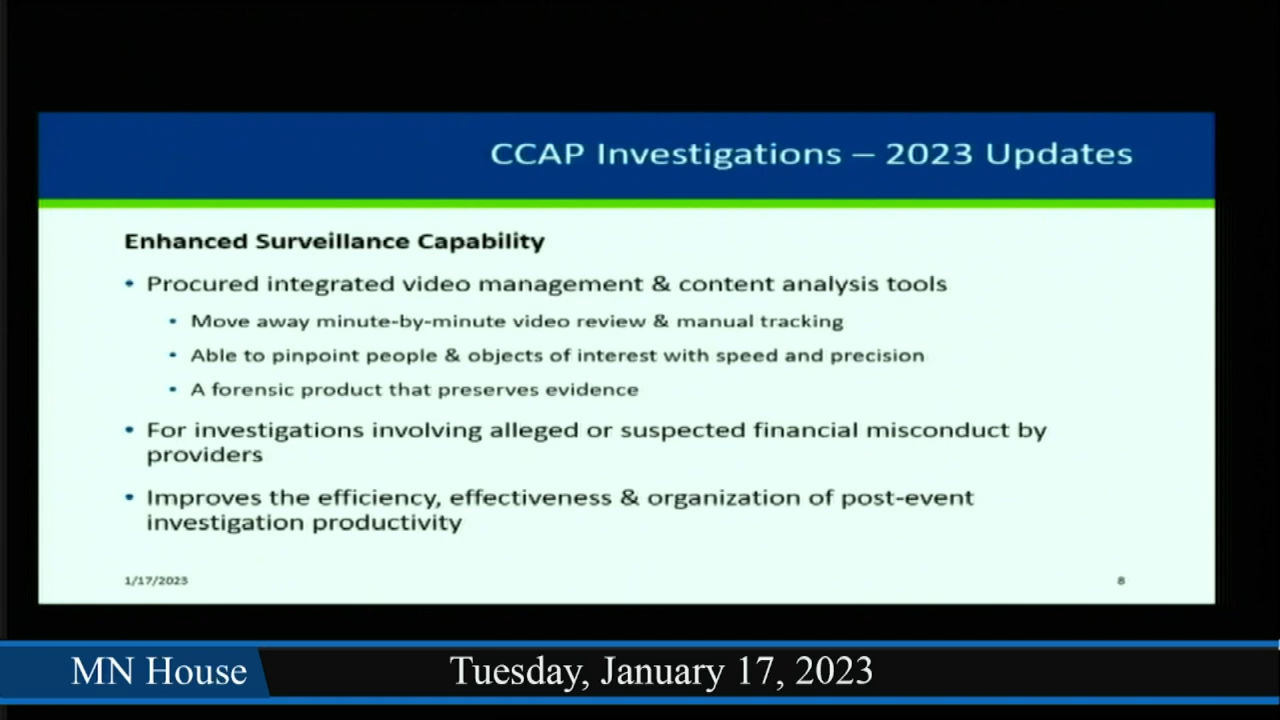 CCAP Investigations – 2023 Updates
Enhanced Surveillance Capability
• Procured integrated video management & content analysis tools
• Move away minute-by-minute video review & manual tracking
• Able to pinpoint people & objects of interest with speed and precision
• A forensic product that preserves evidence
• For investigations involving alleged or suspected financial misconduct by
providers
• Improves the efficiency, effectiveness & organization of post-event
investigation productivity
1/17/2023 8
MN House Tuesday, January 17, 2023